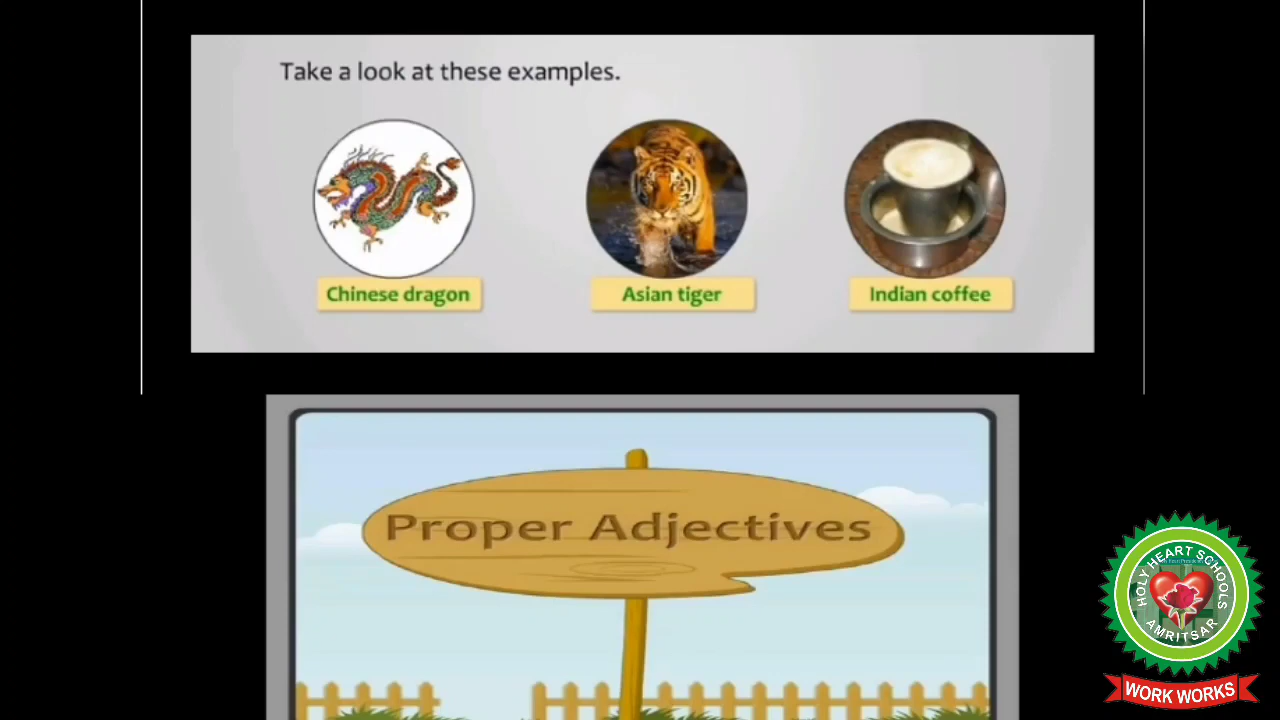 Take a look at these examples.
Chinese dragon
Asian tiger
Indian coffee
Proper Adjectives
HOLY HEART SCHOOLS
AMRITSAR
WORK WORKS